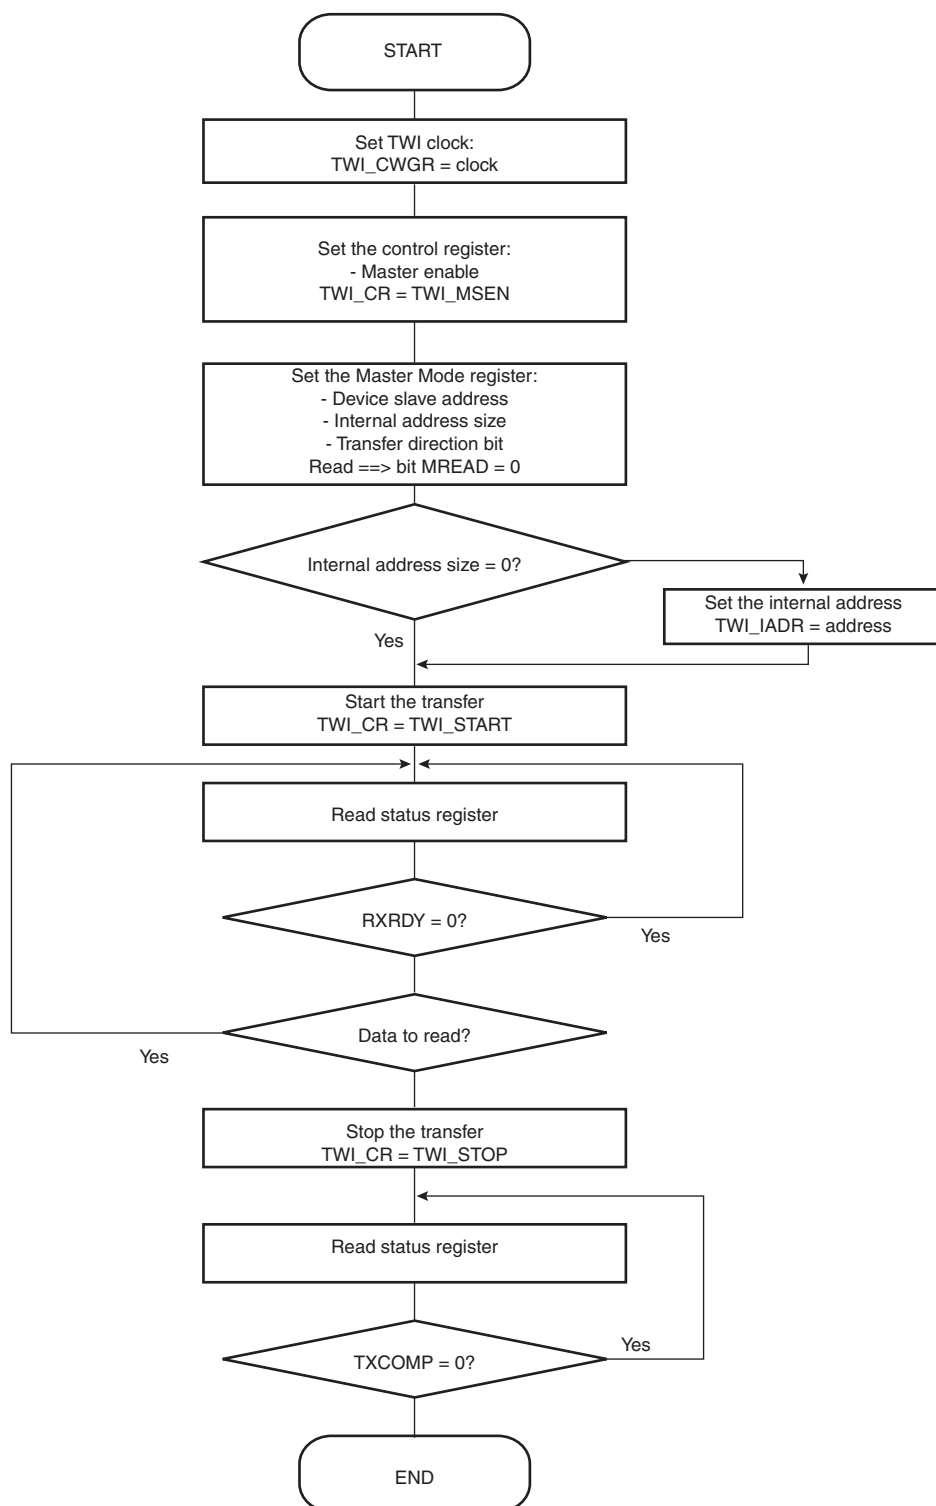 START
Set TWI clock:
TWI_CWGR = clock
Set the control register:
- Master enable
TWI_CR = TWI_MSEN
Set the Master Mode register:
- Device slave address
- Internal address size
- Transfer direction bit
Read ==> bit MREAD = 0
Internal address size = 0?
Set the internal address
TWI_IADR = address
Yes
Start the transfer
TWI_CR = TWI_START
Read status register
RXRDY = 0?
Yes
Data to read?
Yes
Stop the transfer
TWI_CR = TWI_STOP
Read status register
TXCOMP = 0?
Yes
END